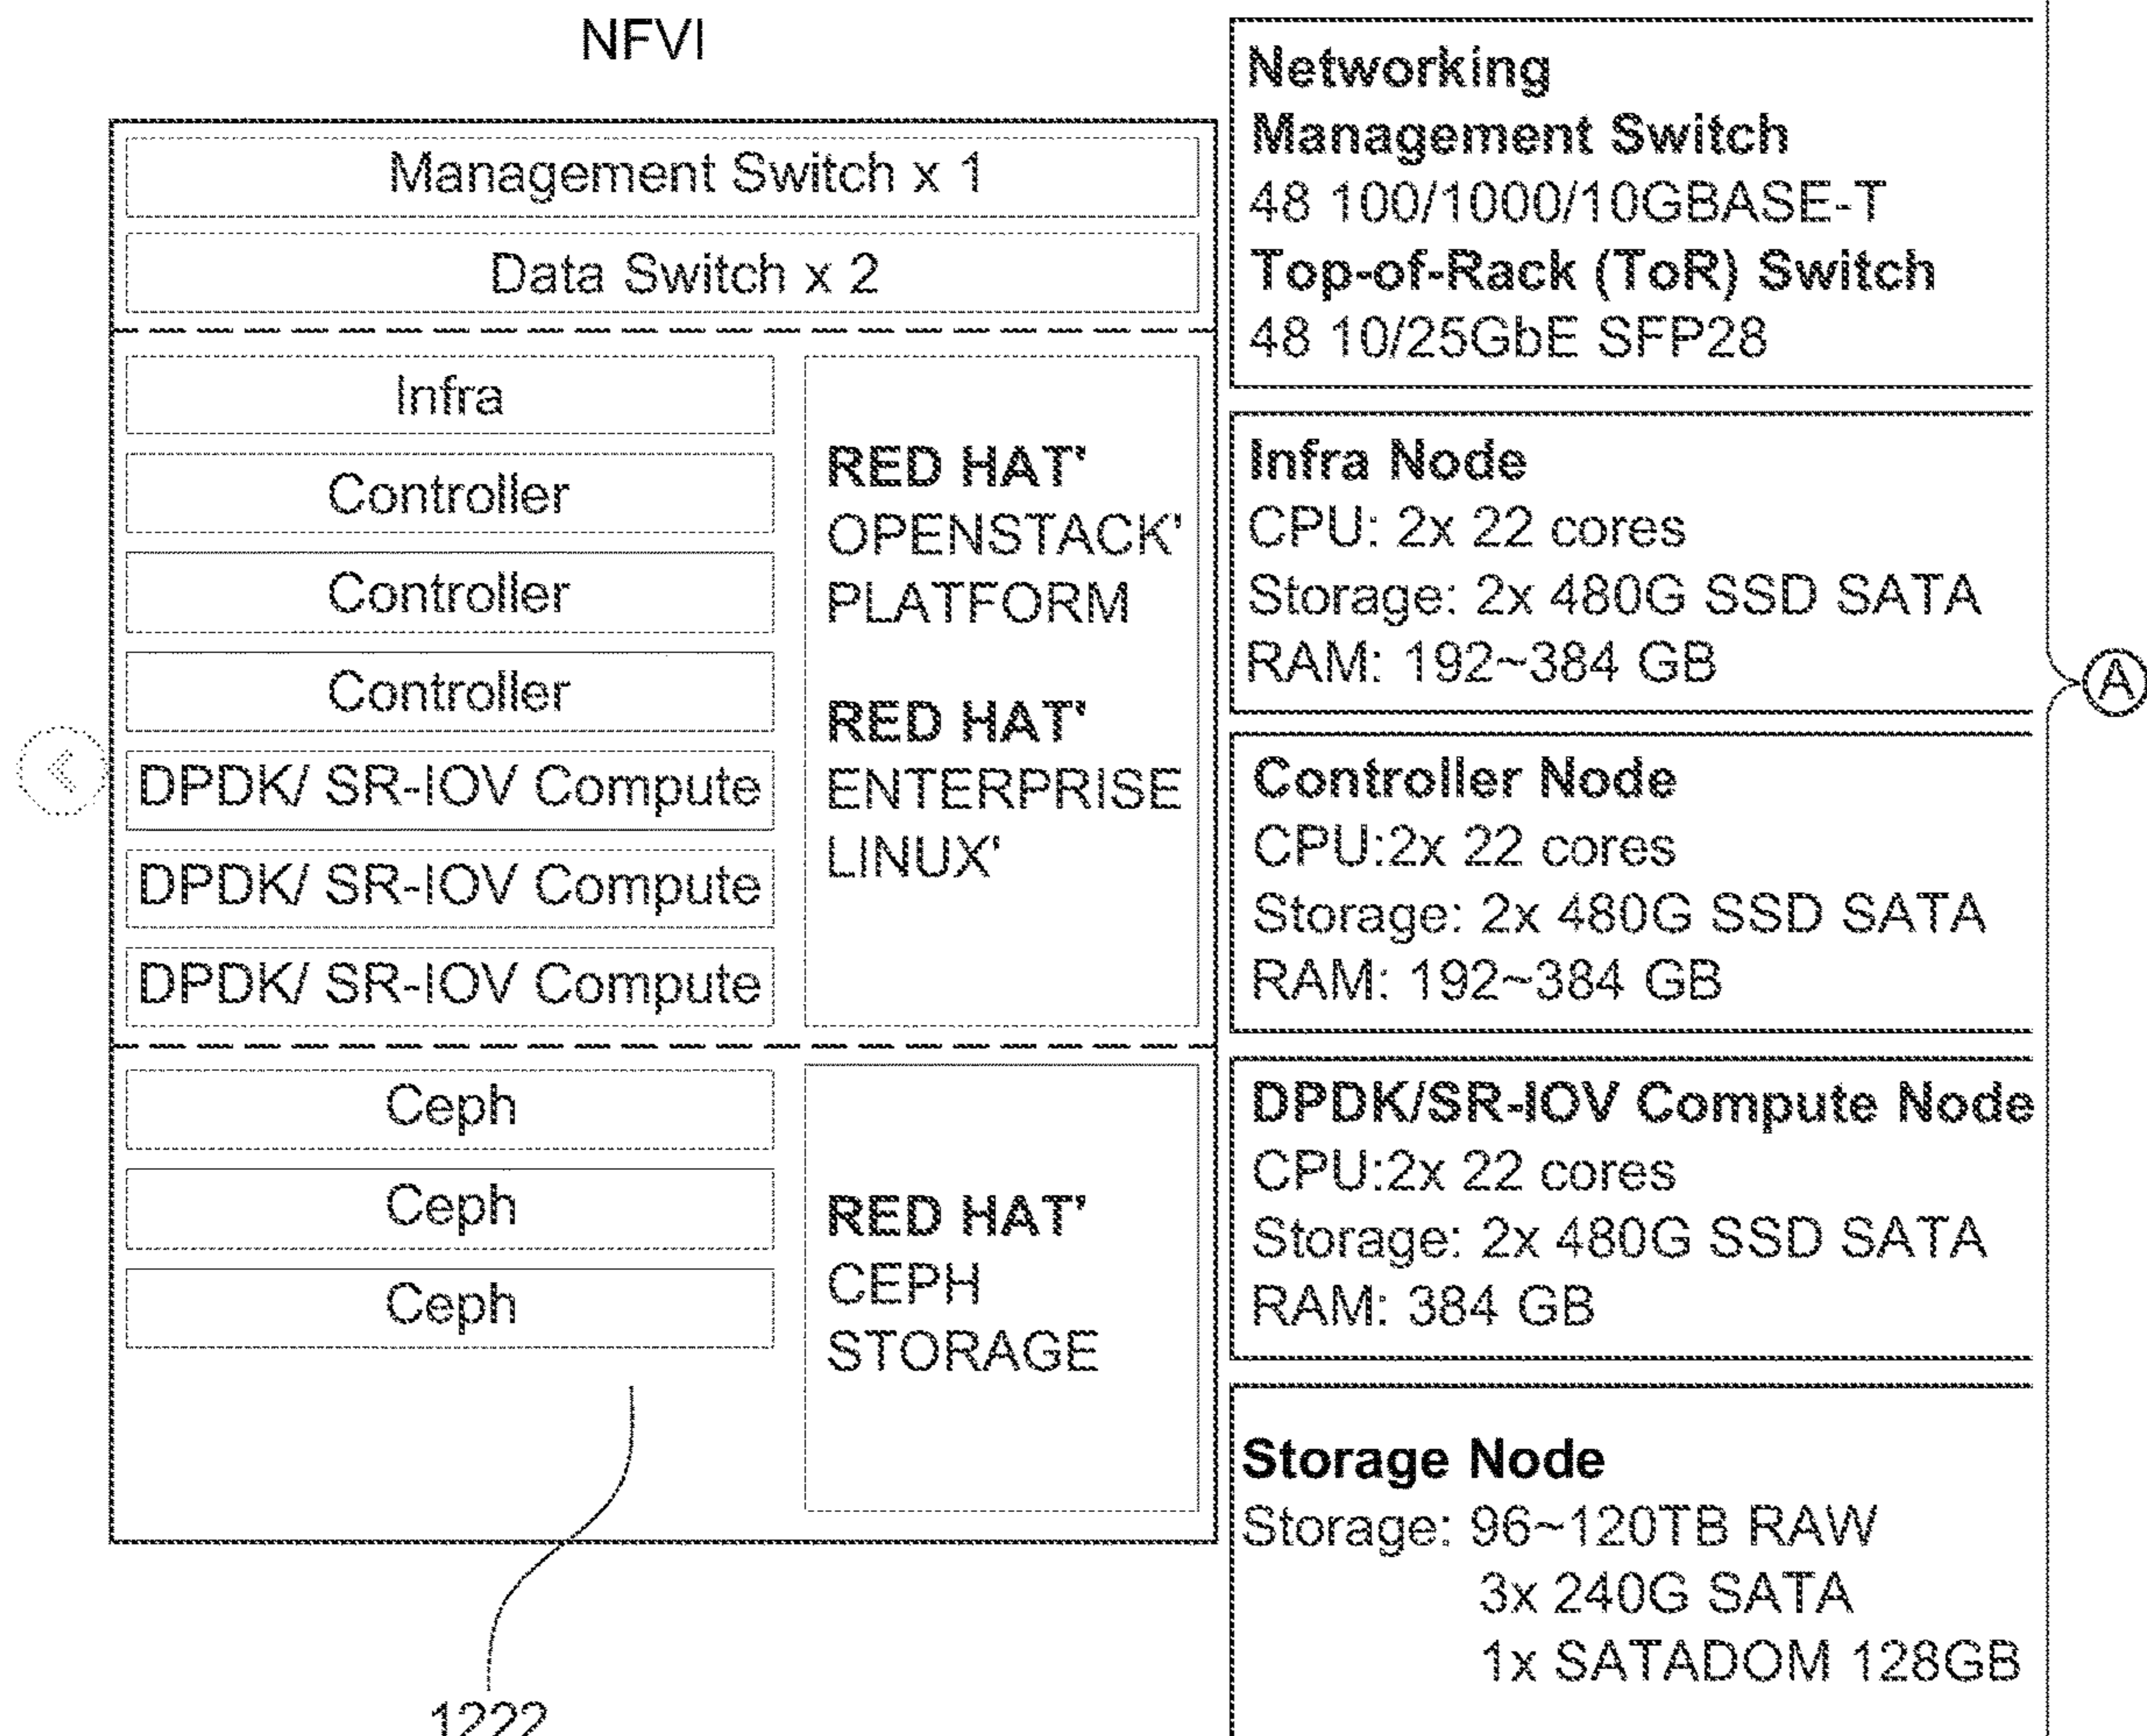 NFVI
Management Switch x 1
Data Switch x 2
Infra
Controller
Controller
Controller
DPDK/ SR-IOV Compute
DPDK/ SR-IOV Compute
DPDK/ SR-IOV Compute
RED HAT'
OPENSTACK'
PLATFORM
RED HAT'
ENTERPRISE
LINUX'
Ceph
Ceph
Ceph
RED HAT'
CEPH
STORAGE
1222
Networking
Management Switch
48 100/1000/10GBASE-T
Top-of-Rack (ToR) Switch
48 10/25GbE SFP28
Infra Node
CPU: 2x 22 cores
Storage: 2x 480G SSD SATA
RAM: 192~384 GB
Controller Node
CPU:2x 22 cores
Storage: 2x 480G SSD SATA
RAM: 192~384 GB
DPDK/SR-IOV Compute Node
CPU:2x 22 cores
Storage: 2x 480G SSD SATA
RAM: 384 GB
Storage Node
Storage: 96~120TB RAW
3x 240G SATA
1x SATADOM 128GB
A